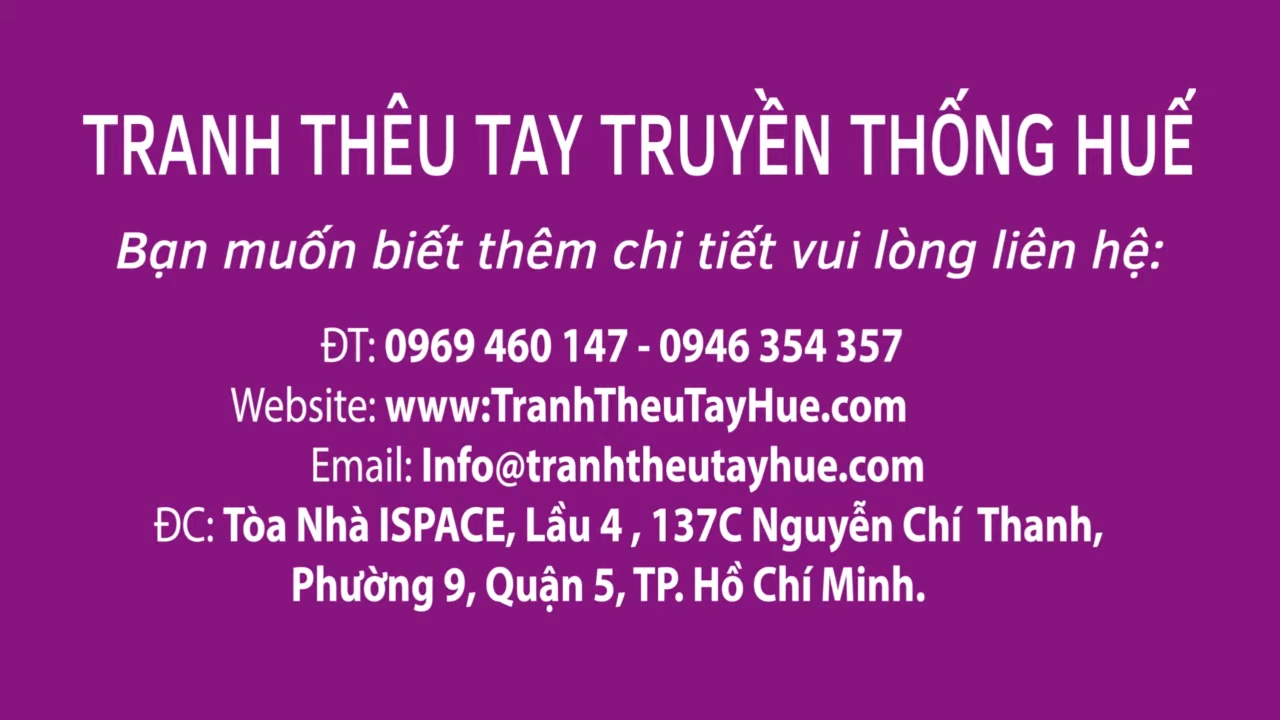 TRANH THÊU TAY TRUYỀN THỐNG HUẾ
Bạn muốn biết thêm chi tiết vui lòng liên hệ:
ĐT: 0969 460 147 - 0946 354 357
Website: www:TranhTheuTayHue.com
Email: Info@tranhtheutayhue.com
ĐC: Tòa Nhà ISPACE, Lầu 4 , 137C Nguyễn Chí Thanh,
Phường 9, Quận 5, TP. Hồ Chí Minh.